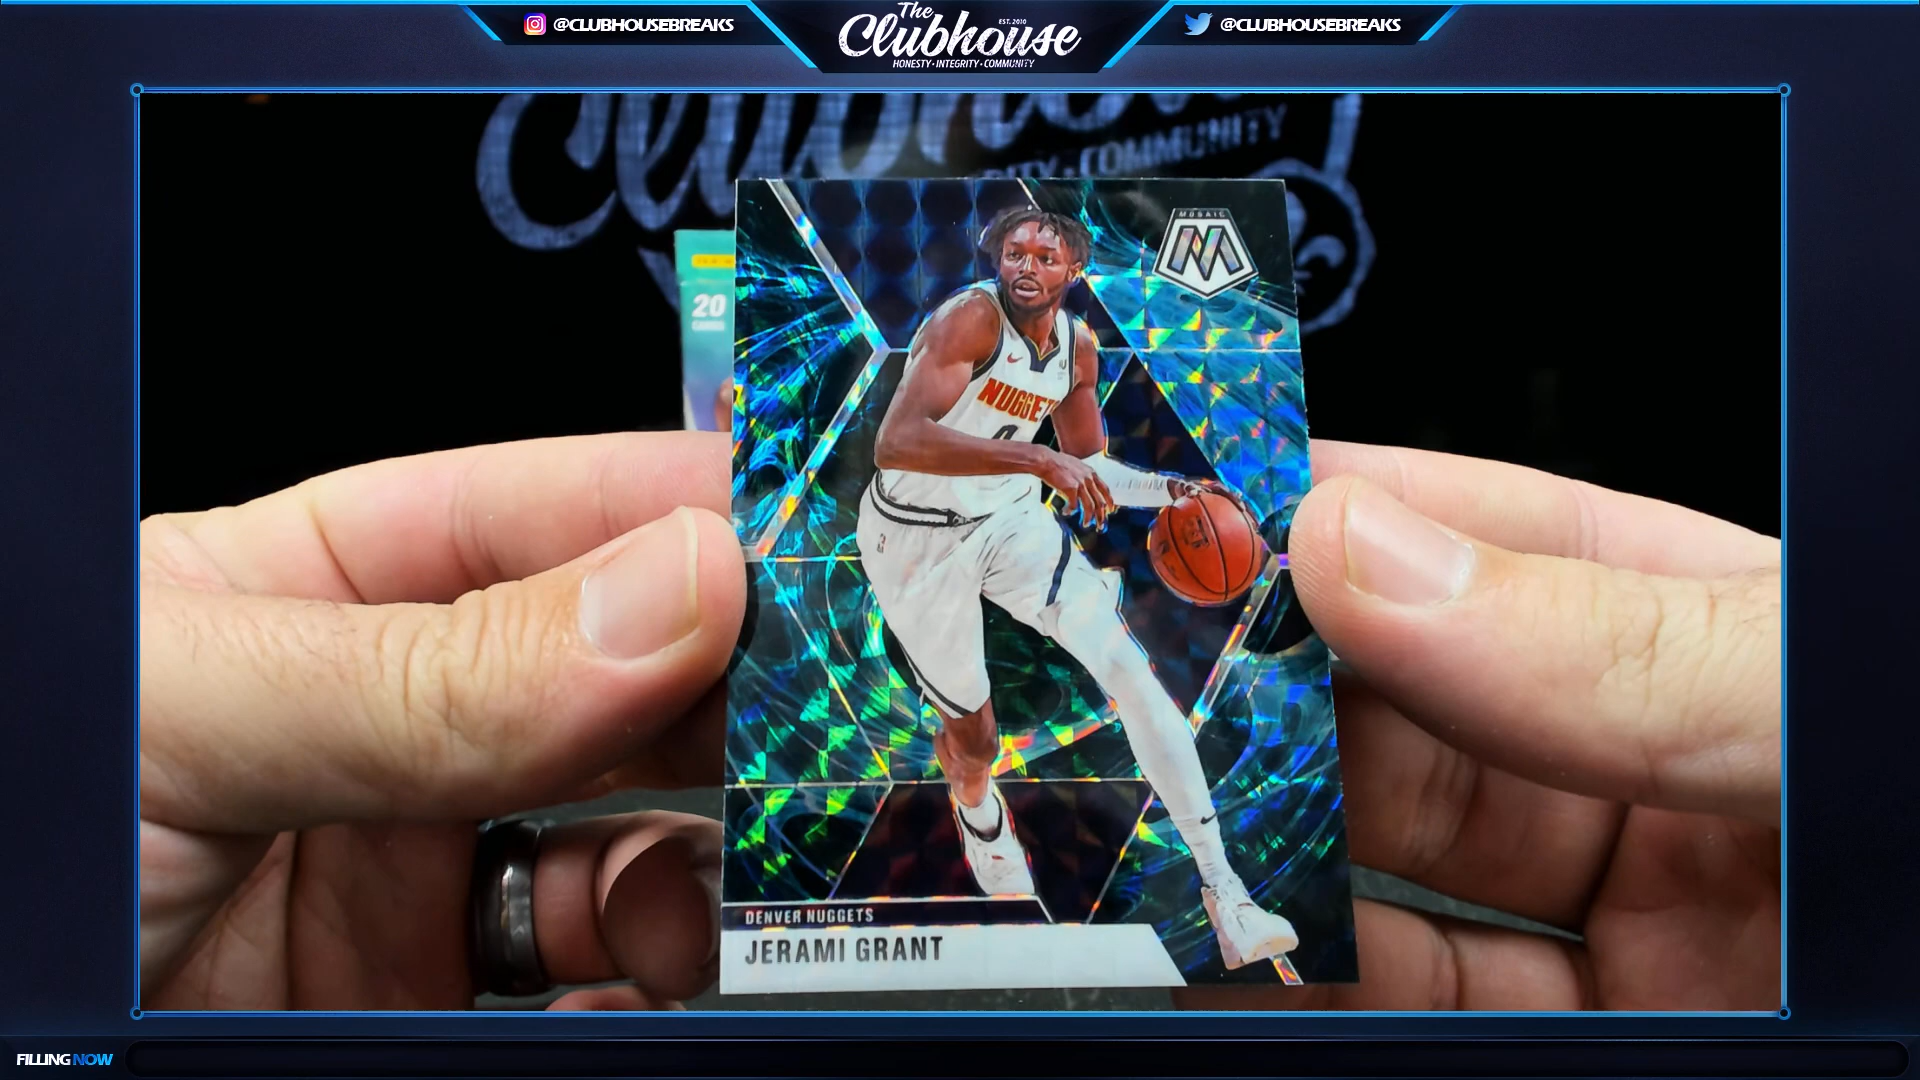 @CLUBHOUSEBREAKS
The
EST. 2010
Clubhouse
HONESTY • INTEGRITY • COMMUNITY
@CLUBHOUSEBREAKS
COMMUNITY
MOSAIC
M
20
CARDS
NUGGETS
DENVER NUGGETS
JERAMI GRANT
FILLING NOW